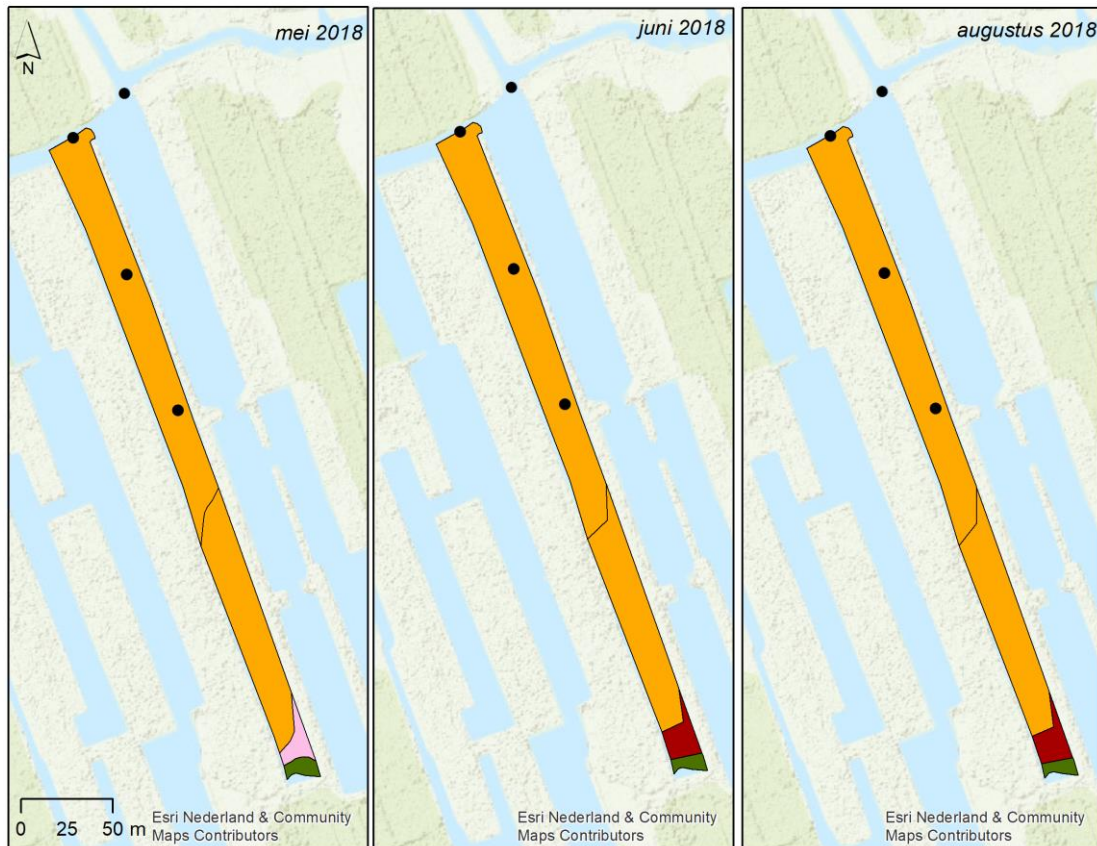 mei 2018
N
0 25 50 m
Esri Nederland & Community
Maps Contributors
juni 2018
Esri Nederland & Community
Maps Contributors
augustus 2018
Esri Nederland & Community
Maps Contributors